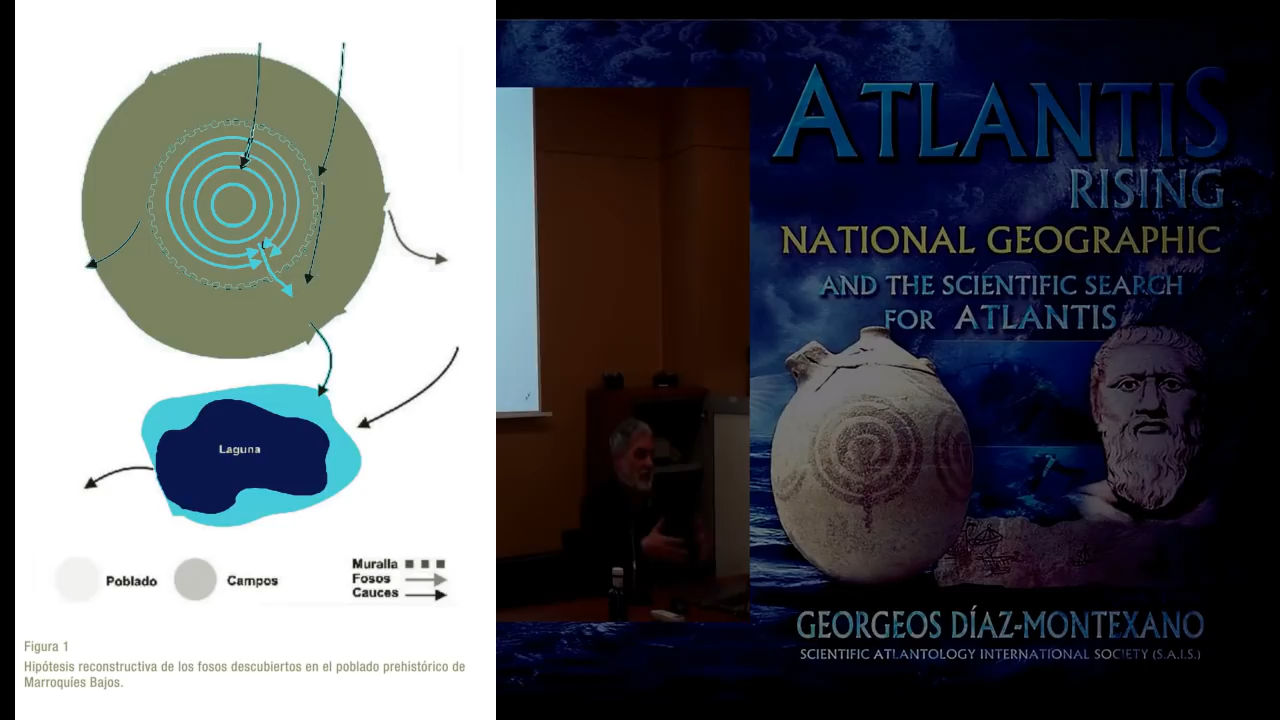 Laguna
Poblado
Campos
Muralla
Fosos
Cauces
Figura 1
Hipótesis reconstructiva de los fosos descubiertos en el poblado prehistórico de
Marroquíes Bajos.
ATLANTIS
RISING
NATIONAL GEOGRAPHIC
AND THE SCIENTIFIC SEARCH
FOR ATLANTIS
GEORGEOS DÍAZ-MONTEXANO
SCIENTIFIC ATLANTOLOGY INTERNATIONAL SOCIETY (S.A.I.S.)